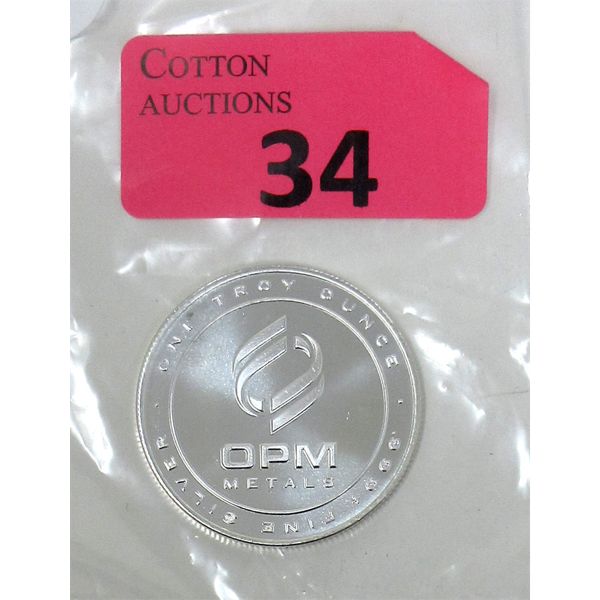 COTTON
AUCTIONS
34
· ONE TROY OUNCE ·
OPM
METALS
.999+ FINE SILVER